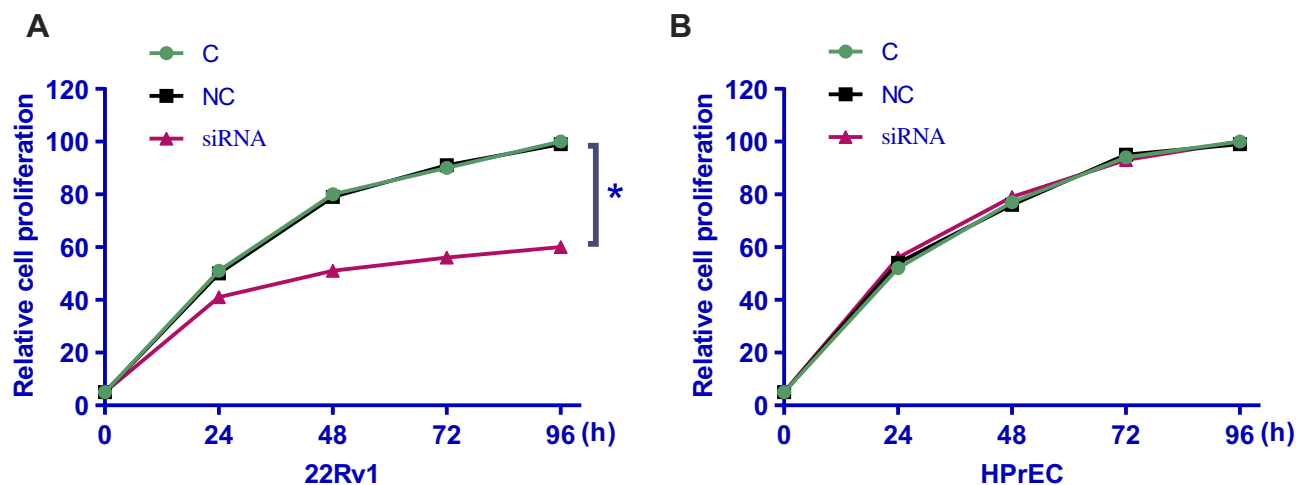 A
C
NC
siRNA
Relative cell proliferation
120
100
80
60
40
20
0
0 24 48 72 96 (h)
22Rv1
*
B
C
NC
siRNA
Relative cell proliferation
120
100
80
60
40
20
0
0 24 48 72 96 (h)
HPrEC